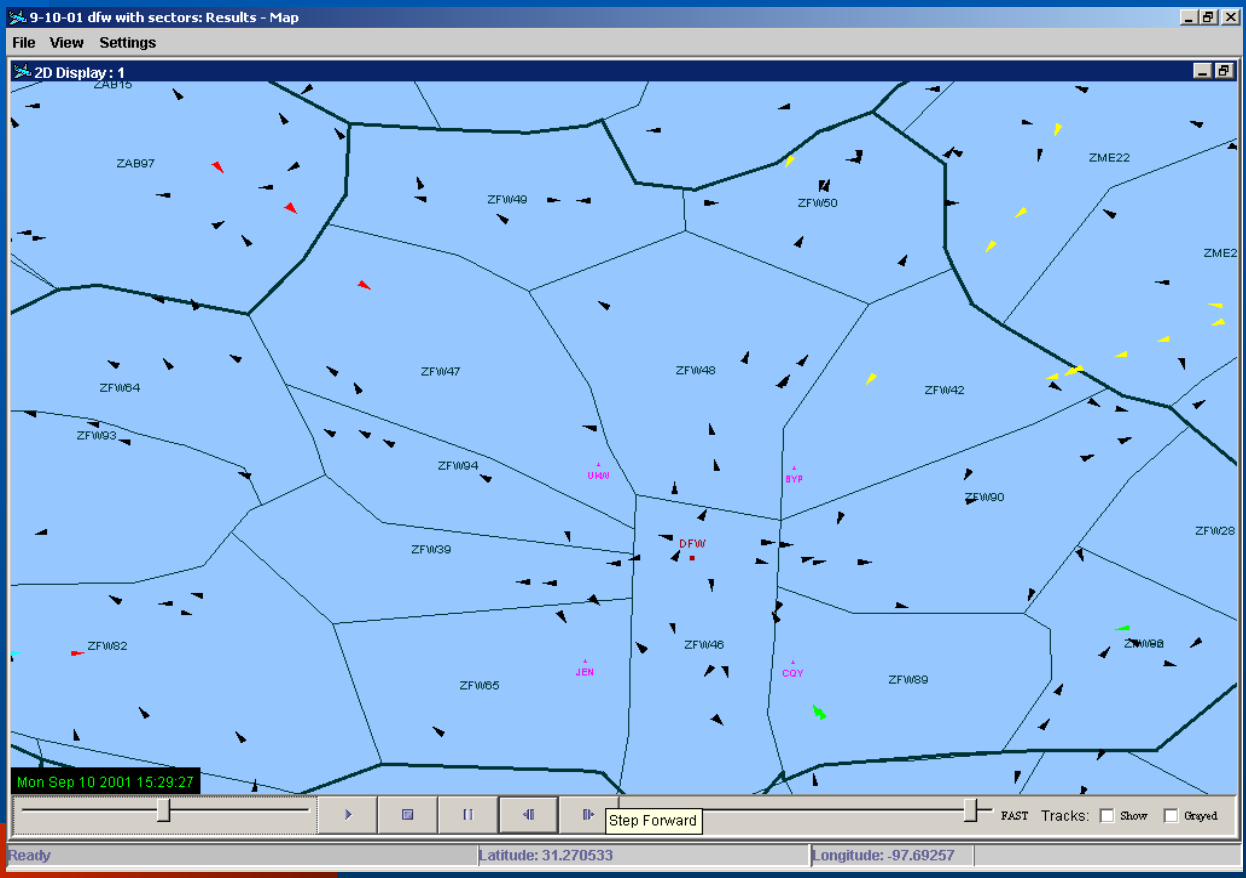 9-10-01 dfw with sectors: Results - Map
File View Settings
2D Display : 1
ZAB15
ZAB97
ZME22
ZFW49
ZFW50
ZME2
ZFW47
ZFW48
ZFW64
ZFW42
ZFW93
ZFW94
UKW
BYP
ZFW90
ZFW28
DFW
ZFW39
ZFW82
ZFW46
JEN
CQY
ZFW65
ZFW89
Mon Sep 10 2001 15:29:27
Step Forward
FAST Tracks: Show Grayed
Ready Latitude: 31.270533 Longitude: -97.69257